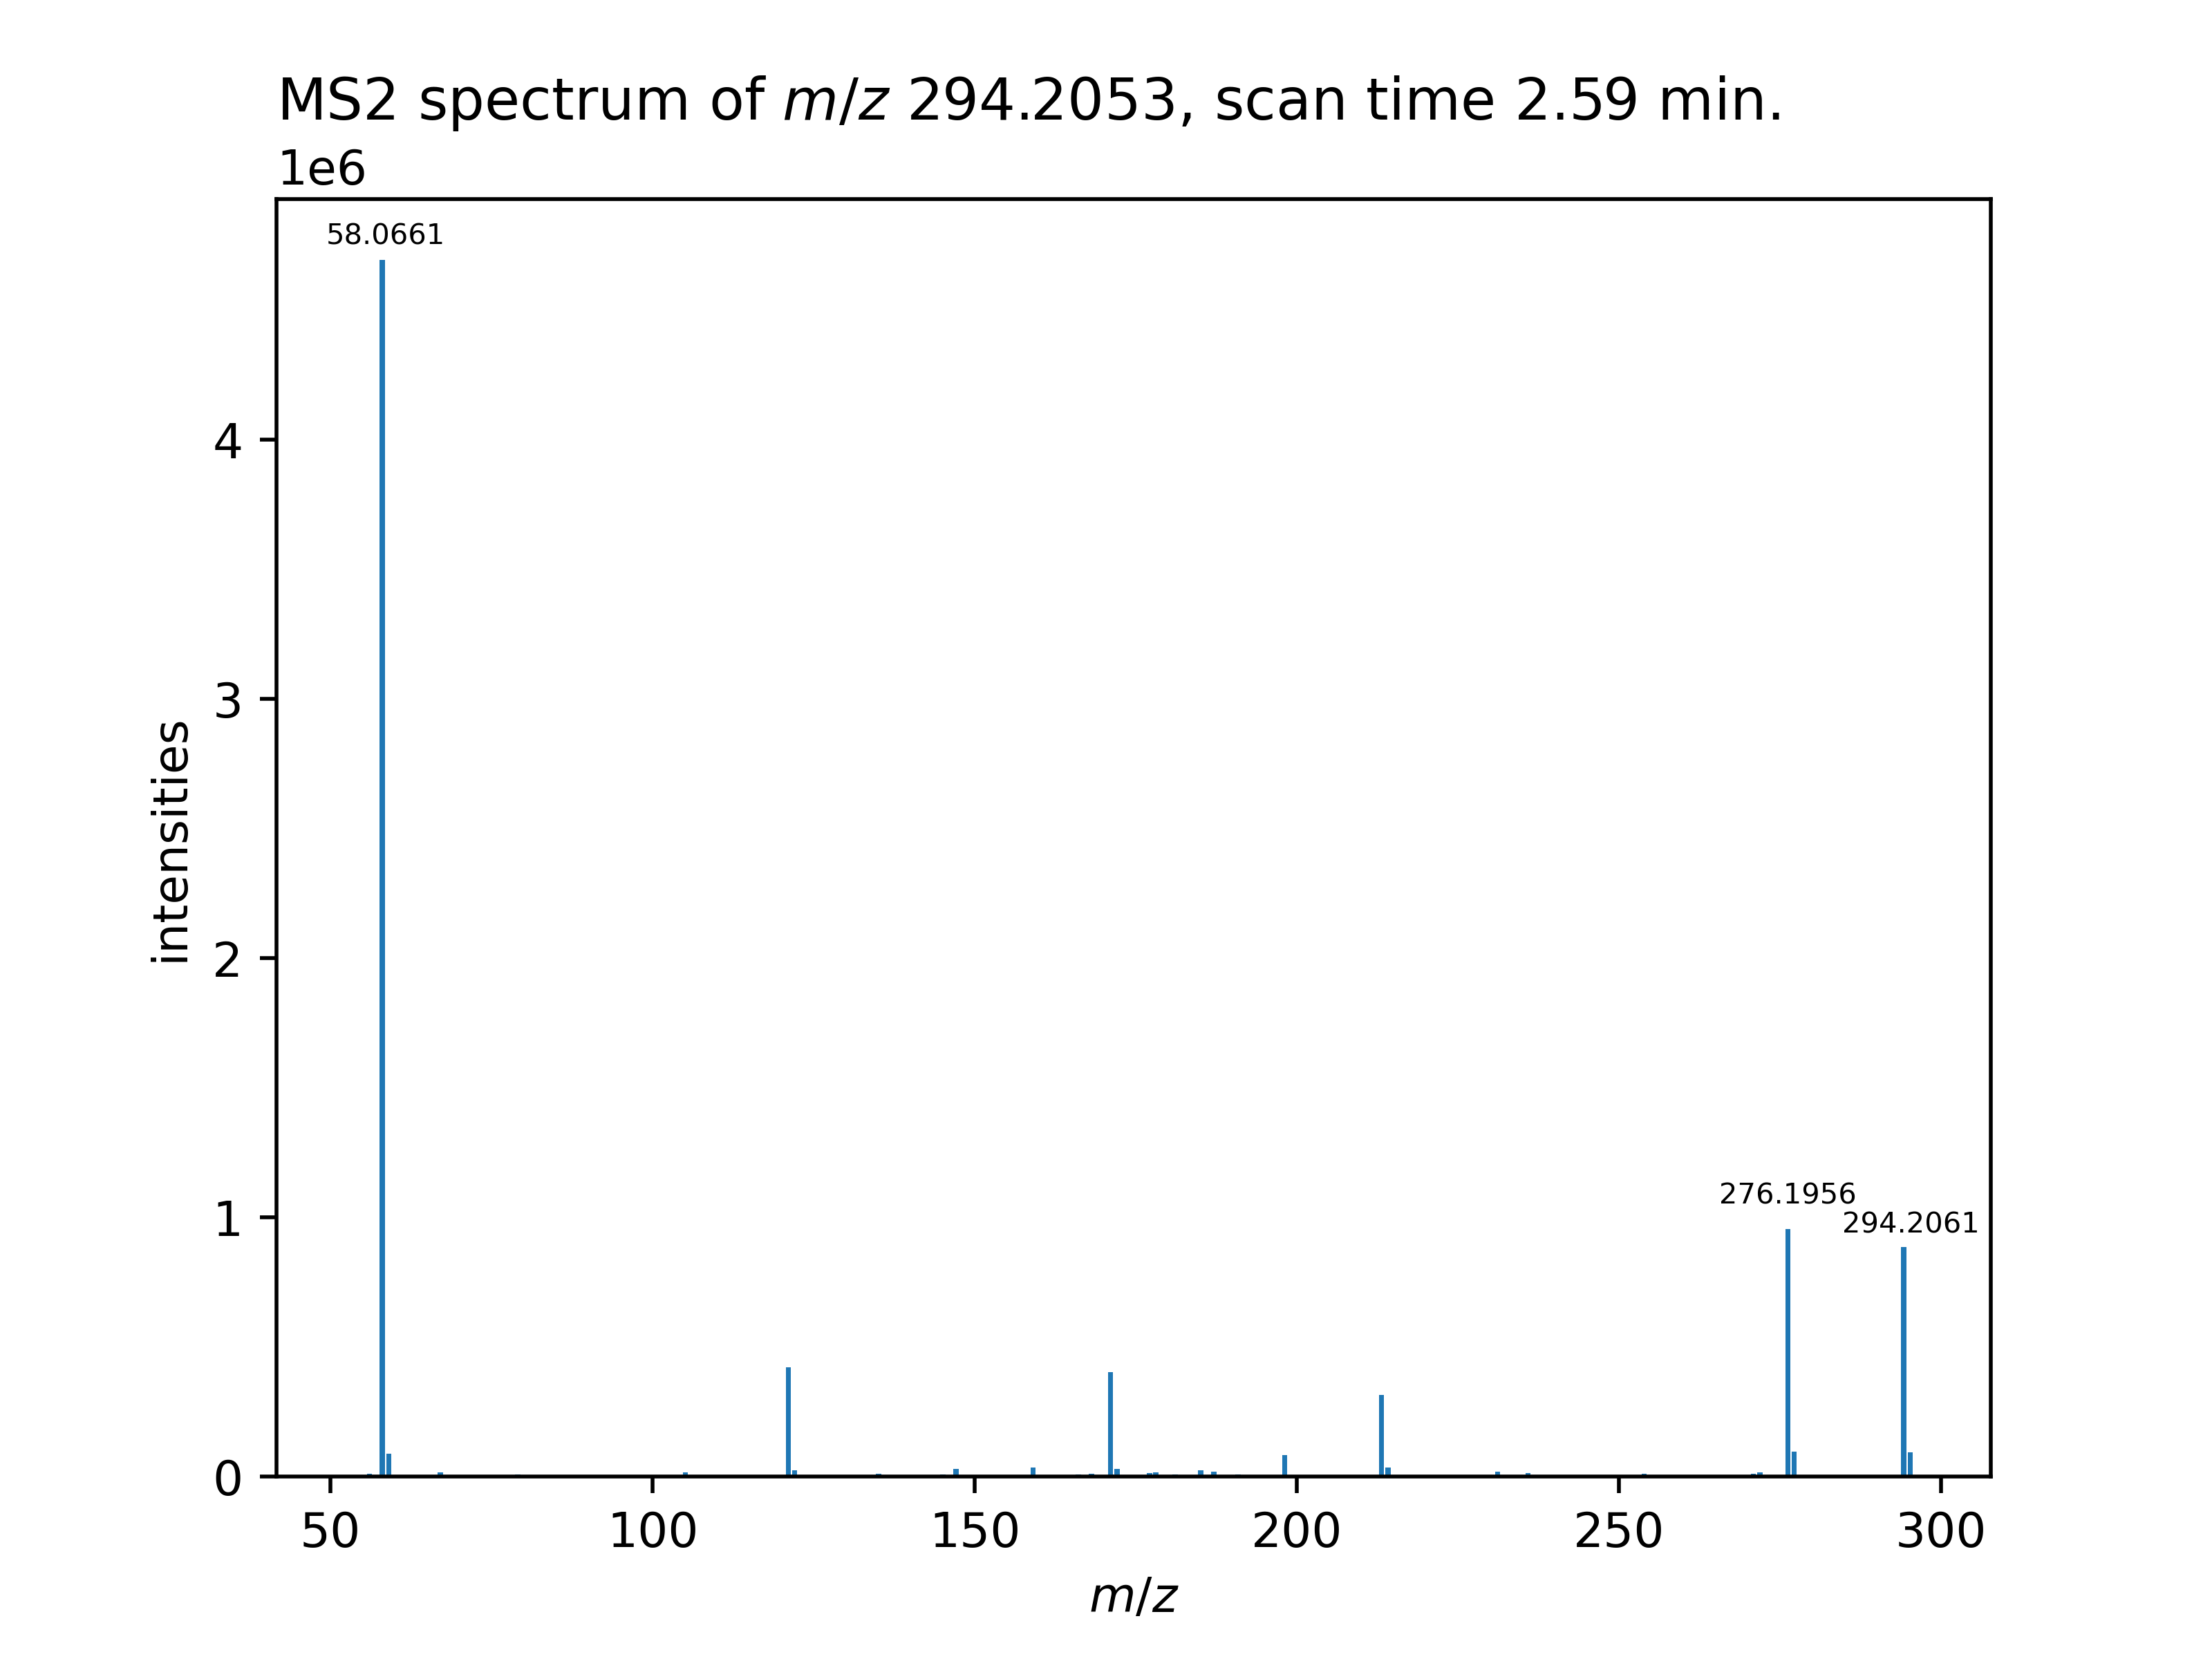 MS2 spectrum of m/z 294.2053, scan time 2.59 min.
1e6
58.0661
4
3
2
1
0
intensities
276.1956
294.2061
50 100 150 200 250 300
m/z